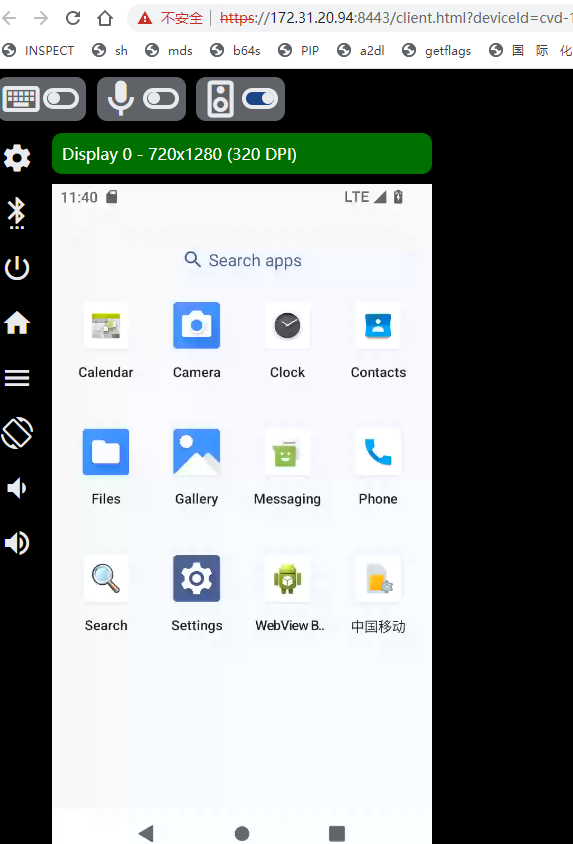 不安全 https://172.31.20.94:8443/client.html?deviceId=cvd-1
INSPECT sh mds b64s PIP a2dl getflags 国 际 化
Display 0 - 720x1280 (320 DPI)
11:40 LTE
Search apps
Calendar Camera Clock Contacts
Files Gallery Messaging Phone
Search Settings WebView B.. 中国移动